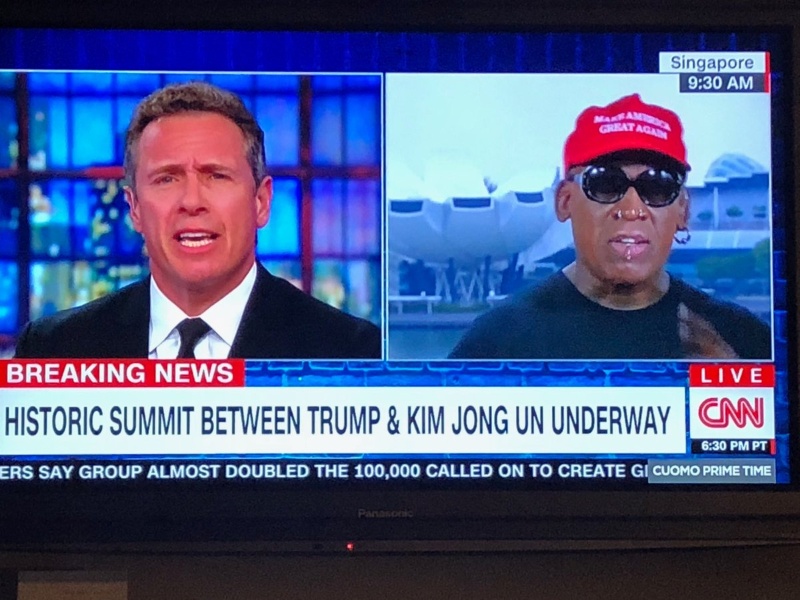 Singapore
9:30 AM
MAKE AMERICA
GREAT AGAIN
BREAKING NEWS
LIVE
HISTORIC SUMMIT BETWEEN TRUMP & KIM JONG UN UNDERWAY
CNN
6:30 PM PT
ERS SAY GROUP ALMOST DOUBLED THE 100,000 CALLED ON TO CREATE GI
CUOMO PRIME TIME
Panasonic